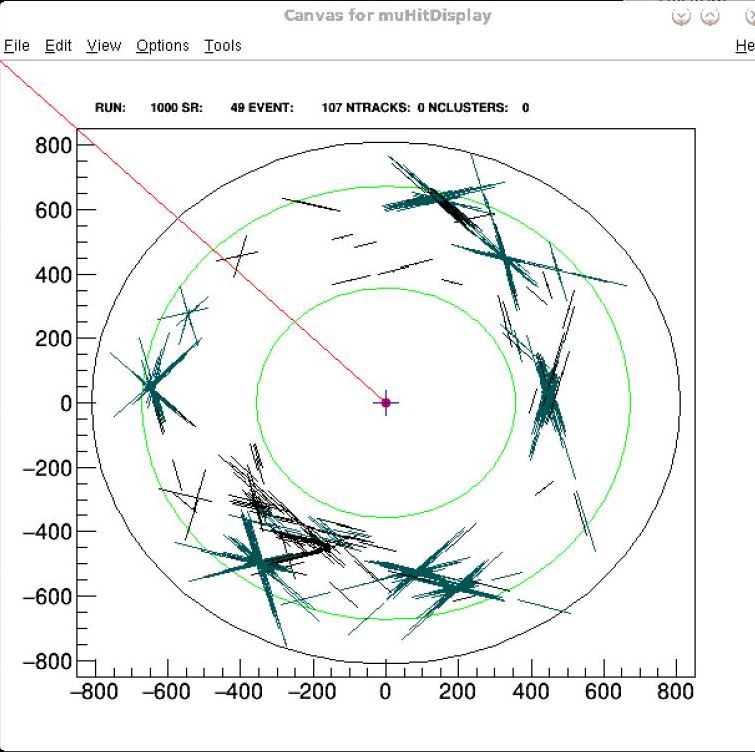 Canvas for muHitDisplay
File Edit View Options Tools He
RUN: 1000 SR: 49 EVENT: 107 NTRACKS: 0 NCLUSTERS: 0
800
600
400
200
0
−200
−400
−600
−800
−800 −600 −400 −200 0 200 400 600 800